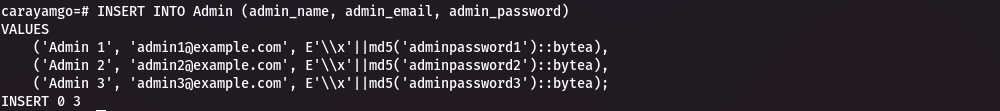 carayamgo=# INSERT INTO Admin (admin_name, admin_email, admin_password)
VALUES
    ('Admin 1', 'admin1@example.com', E'\\x'||md5('adminpassword1')::bytea),
    ('Admin 2', 'admin2@example.com', E'\\x'||md5('adminpassword2')::bytea),
    ('Admin 3', 'admin3@example.com', E'\\x'||md5('adminpassword3')::bytea);
INSERT 0 3